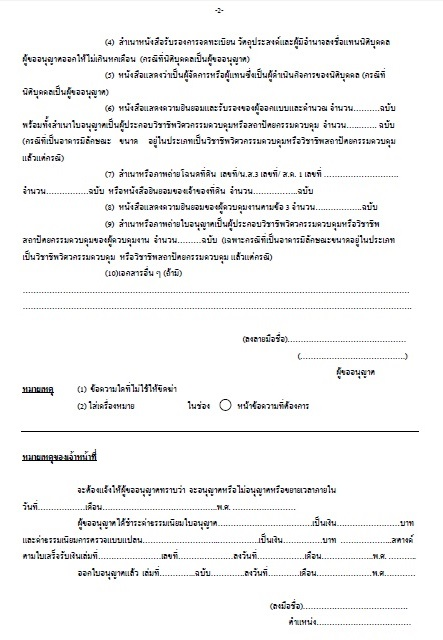 -2-
(4) สำเนาหนังสือรับรองการจดทะเบียน วัตถุประสงค์และผู้มีอำนาจลงชื่อแทนนิติบุคคล
ผู้ขออนุญาตออกให้ไม่เกินหกเดือน (กรณีที่นิติบุคคลเป็นผู้ขออนุญาต)
(5) หนังสือแสดงว่าเป็นผู้จัดการหรือผู้แทนซึ่งเป็นผู้ดำเนินกิจการของนิติบุคคล (กรณีที่
นิติบุคคลเป็นผู้ขออนุญาต)
(6) หนังสือแสดงความยินยอมและรับรองของผู้ออกแบบและคำนวณ จำนวน..........ฉบับ
พร้อมทั้งสำเนาใบอนุญาตเป็นผู้ประกอบวิชาชีพวิศวกรรมควบคุมหรือสถาปัตยกรรมควบคุม จำนวน............ ฉบับ
(กรณีที่เป็นอาคารมีลักษณะ ขนาด อยู่ในประเภทเป็นวิศวกรรมควบคุมหรือวิชาชีพสถาปัตยกรรมควบคุม
แล้วแต่กรณี)
(7) สำเนาหรือภาพถ่ายโฉนดที่ดิน เลขที่/น.ส.3 เลขที่/ ส.ค. 1 เลขที่ ............................
จำนวน................ฉบับ หรือหนังสือยินยอมของเจ้าของที่ดิน จำนวน................ฉบับ
(8) หนังสือแสดงความยินยอมของผู้ควบคุมงานตามข้อ 3 จำนวน.................ฉบับ
(9) สำเนาหรือภาพถ่ายใบอนุญาตเป็นผู้ประกอบวิชาชีพวิศวกรรมควบคุมหรือวิชาชีพ
สถาปัตยกรรมควบคุมของผู้ควบคุมงาน จำนวน.........ฉบับ (เฉพาะกรณีที่เป็นอาคารมีลักษณะขนาดอยู่ในประเภท
เป็นวิชาชีพวิศวกรรมควบคุม หรือวิชาชีพสถาปัตยกรรมควบคุม แล้วแต่กรณี)
(10)เอกสารอื่น ๆ (ถ้ามี)
................................................................................
................................................................................
(ลงลายมือชื่อ).............................................
(........................................)
ผู้ขออนุญาต
หมายเหตุ (1) ข้อความใดที่ไม่ใช้ให้ขีดฆ่า
(2) ใส่เครื่องหมาย ในช่อง ◯ หน้าข้อความที่ต้องการ
หมายเหตุของเจ้าหน้าที่
จะต้องแจ้งให้ผู้ขออนุญาตทราบว่า จะอนุญาตหรือไม่อนุญาตหรือขยายเวลาภายใน
วันที่..................เดือน...........................................พ.ศ. ........................
ผู้ขออนุญาตได้ชำระค่าธรรมเนียมใบอนุญาต...................................เป็นเงิน......................บาท
และค่าธรรมเนียมการตรวจแบบแปลน...........................................เป็นเงิน....................บาท ....................สตางค์
ตามใบเสร็จรับเงินเล่มที่....................เลขที่....................ลงวันที่................เดือน....................พ.ศ. ............
ออกใบอนุญาตแล้ว เล่มที่..............ฉบับ..............ลงวันที่............เดือน..................พ.ศ.............
(ลงมือชื่อ).......................................
ตำแหน่ง...................................